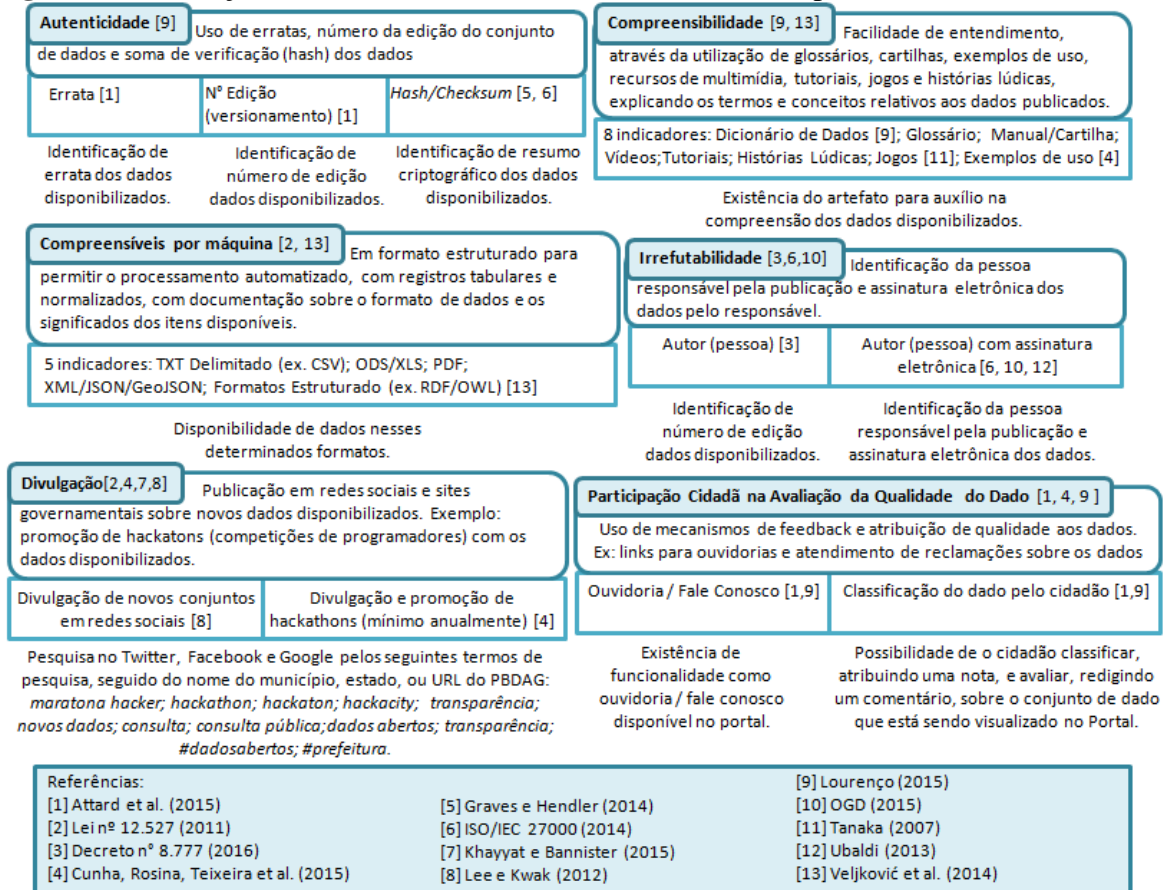 Autenticidade [9]
Uso de erratas, número da edição do conjunto
de dados e soma de verificação (hash) dos dados
Errata [1]
N° Edição
(versionamento) [1]
Hash/Checksum [5, 6]
Identificação de
errata dos dados
disponibilizados.
Identificação de
número de edição
dados disponibilizados.
Identificação de resumo
criptográfico dos dados
disponibilizados.
Compreensibilidade [9, 13]
Facilidade de entendimento,
através da utilização de glossários, cartilhas, exemplos de uso,
recursos de multimídia, tutoriais, jogos e histórias lúdicas,
explicando os termos e conceitos relativos aos dados publicados.
8 indicadores: Dicionário de Dados [9]; Glossário; Manual/Cartilha;
Vídeos;Tutoriais; Histórias Lúdicas; Jogos [11]; Exemplos de uso [4]
Existência do artefato para auxílio na
compreensão dos dados disponibilizados.
Compreensíveis por máquina [2, 13]
Em formato estruturado para
permitir o processamento automatizado, com registros tabulares e
normalizados, com documentação sobre o formato de dados e os
significados dos itens disponíveis.
5 indicadores: TXT Delimitado (ex. CSV); ODS/XLS; PDF;
XML/JSON/GeoJSON; Formatos Estruturado (ex. RDF/OWL) [13]
Disponibilidade de dados nesses
determinados formatos.
Irrefutabilidade [3,6,10]
Identificação da pessoa
responsável pela publicação e assinatura eletrônica dos
dados pelo responsável.
Autor (pessoa) [3]
Autor (pessoa) com assinatura
eletrônica [6, 10, 12]
Identificação de
número de edição
dados disponibilizados.
Identificação da pessoa
responsável pela publicação e
assinatura eletrônica dos dados.
Divulgação[2,4,7,8]
Publicação em redes sociais e sites
governamentais sobre novos dados disponibilizados. Exemplo:
promoção de hackatons (competições de programadores) com os
dados disponibilizados.
Divulgação de novos conjuntos
em redes sociais [8]
Divulgação e promoção de
hackathons (mínimo anualmente) [4]
Pesquisa no Twitter, Facebook e Google pelos seguintes termos de
pesquisa, seguido do nome do município, estado, ou URL do PBDAG:
maratona hacker; hackathon; hackaton; hackacity; transparência;
novos dados; consulta; consulta pública; dados abertos; transparência;
#dadosabertos; #prefeitura.
Participação Cidadã na Avaliação da Qualidade do Dado [1, 4, 9 ]
Uso de mecanismos de feedback e atribuição de qualidade aos dados.
Ex: links para ouvidorias e atendimento de reclamações sobre os dados
Ouvidoria / Fale Conosco [1,9]
Classificação do dado pelo cidadão [1,9]
Existência de
funcionalidade como
ouvidoria / fale conosco
disponível no portal.
Possibilidade de o cidadão classificar,
atribuindo uma nota, e avaliar, redigindo
um comentário, sobre o conjunto de dado
que está sendo visualizado no Portal.
Referências:
[1] Attard et al. (2015)
[2] Lei nº 12.527 (2011)
[3] Decreto n° 8.777 (2016)
[4] Cunha, Rosina, Teixeira et al. (2015)
[5] Graves e Hendler (2014)
[6] ISO/IEC 27000 (2014)
[7] Khayyat e Bannister (2015)
[8] Lee e Kwak (2012)
[9] Lourenço (2015)
[10] OGD (2015)
[11] Tanaka (2007)
[12] Ubaldi (2013)
[13] Veljković et al. (2014)